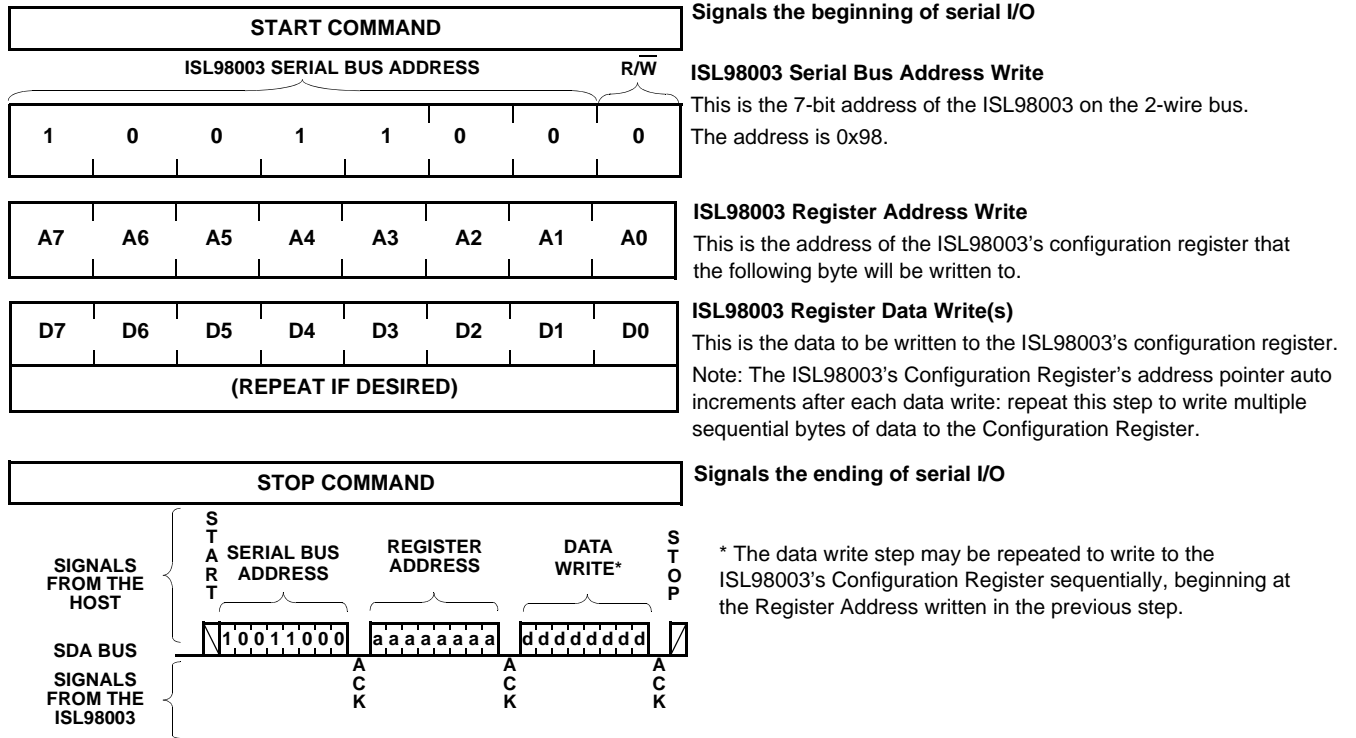 START COMMAND
Signals the beginning of serial I/O
ISL98003 SERIAL BUS ADDRESS
R/W̅
ISL98003 Serial Bus Address Write
This is the 7-bit address of the ISL98003 on the 2-wire bus.
The address is 0x98.
1 0 0 1 1 0 0 0
ISL98003 Register Address Write
This is the address of the ISL98003's configuration register that
the following byte will be written to.
A7 A6 A5 A4 A3 A2 A1 A0
ISL98003 Register Data Write(s)
This is the data to be written to the ISL98003's configuration register.
Note: The ISL98003's Configuration Register's address pointer auto
increments after each data write: repeat this step to write multiple
sequential bytes of data to the Configuration Register.
D7 D6 D5 D4 D3 D2 D1 D0
(REPEAT IF DESIRED)
STOP COMMAND
Signals the ending of serial I/O
SIGNALS
FROM THE
HOST
START
SERIAL BUS
ADDRESS
REGISTER
ADDRESS
DATA
WRITE*
STOP
* The data write step may be repeated to write to the
ISL98003's Configuration Register sequentially, beginning at
the Register Address written in the previous step.
SDA BUS
1 0 0 1 1 0 0 0
a a a a a a a a
d d d d d d d d
SIGNALS
FROM THE
ISL98003
ACK
ACK
ACK